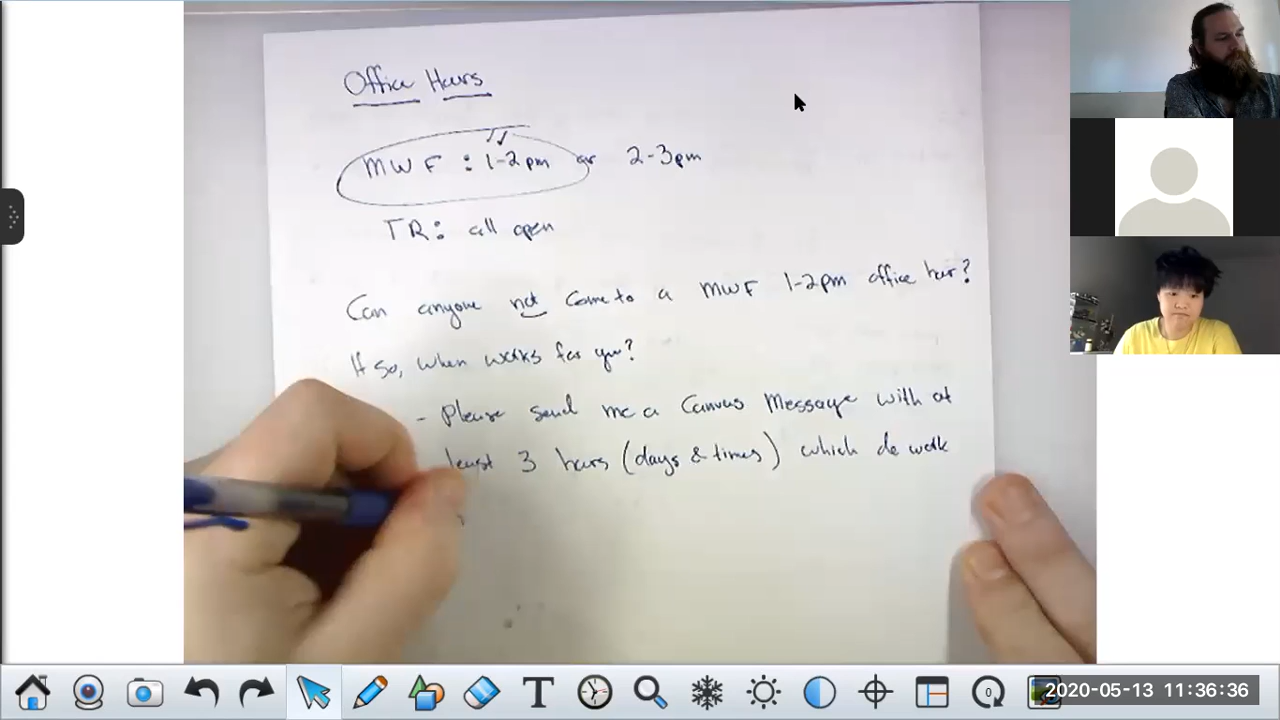 Office Hours
MWF : 1-2pm or 2-3pm
TR: all open
Can anyone not come to a MWF 1-2pm office hour?
If so, when works for you?
- Please send me a Canvas Message with at
least 3 hours (days & times) which do work
T
0
2020-05-13 11:36:36